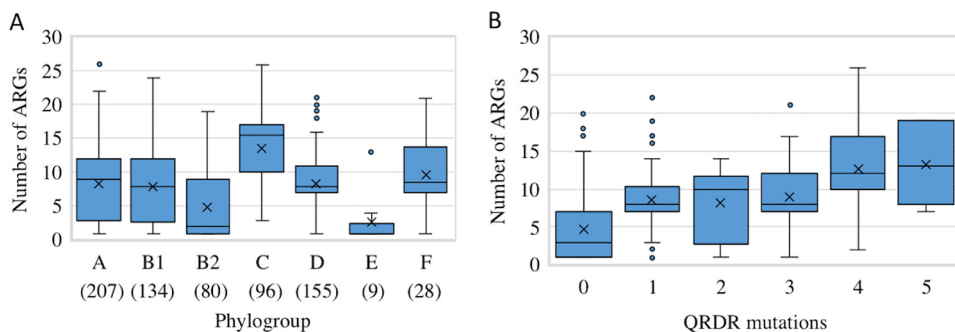 A
Number of ARGs
30
25
20
15
10
5
0
A B1 B2 C D E F
(207) (134) (80) (96) (155) (9) (28)
Phylogroup
B
Number of ARGs
30
25
20
15
10
5
0
0 1 2 3 4 5
QRDR mutations